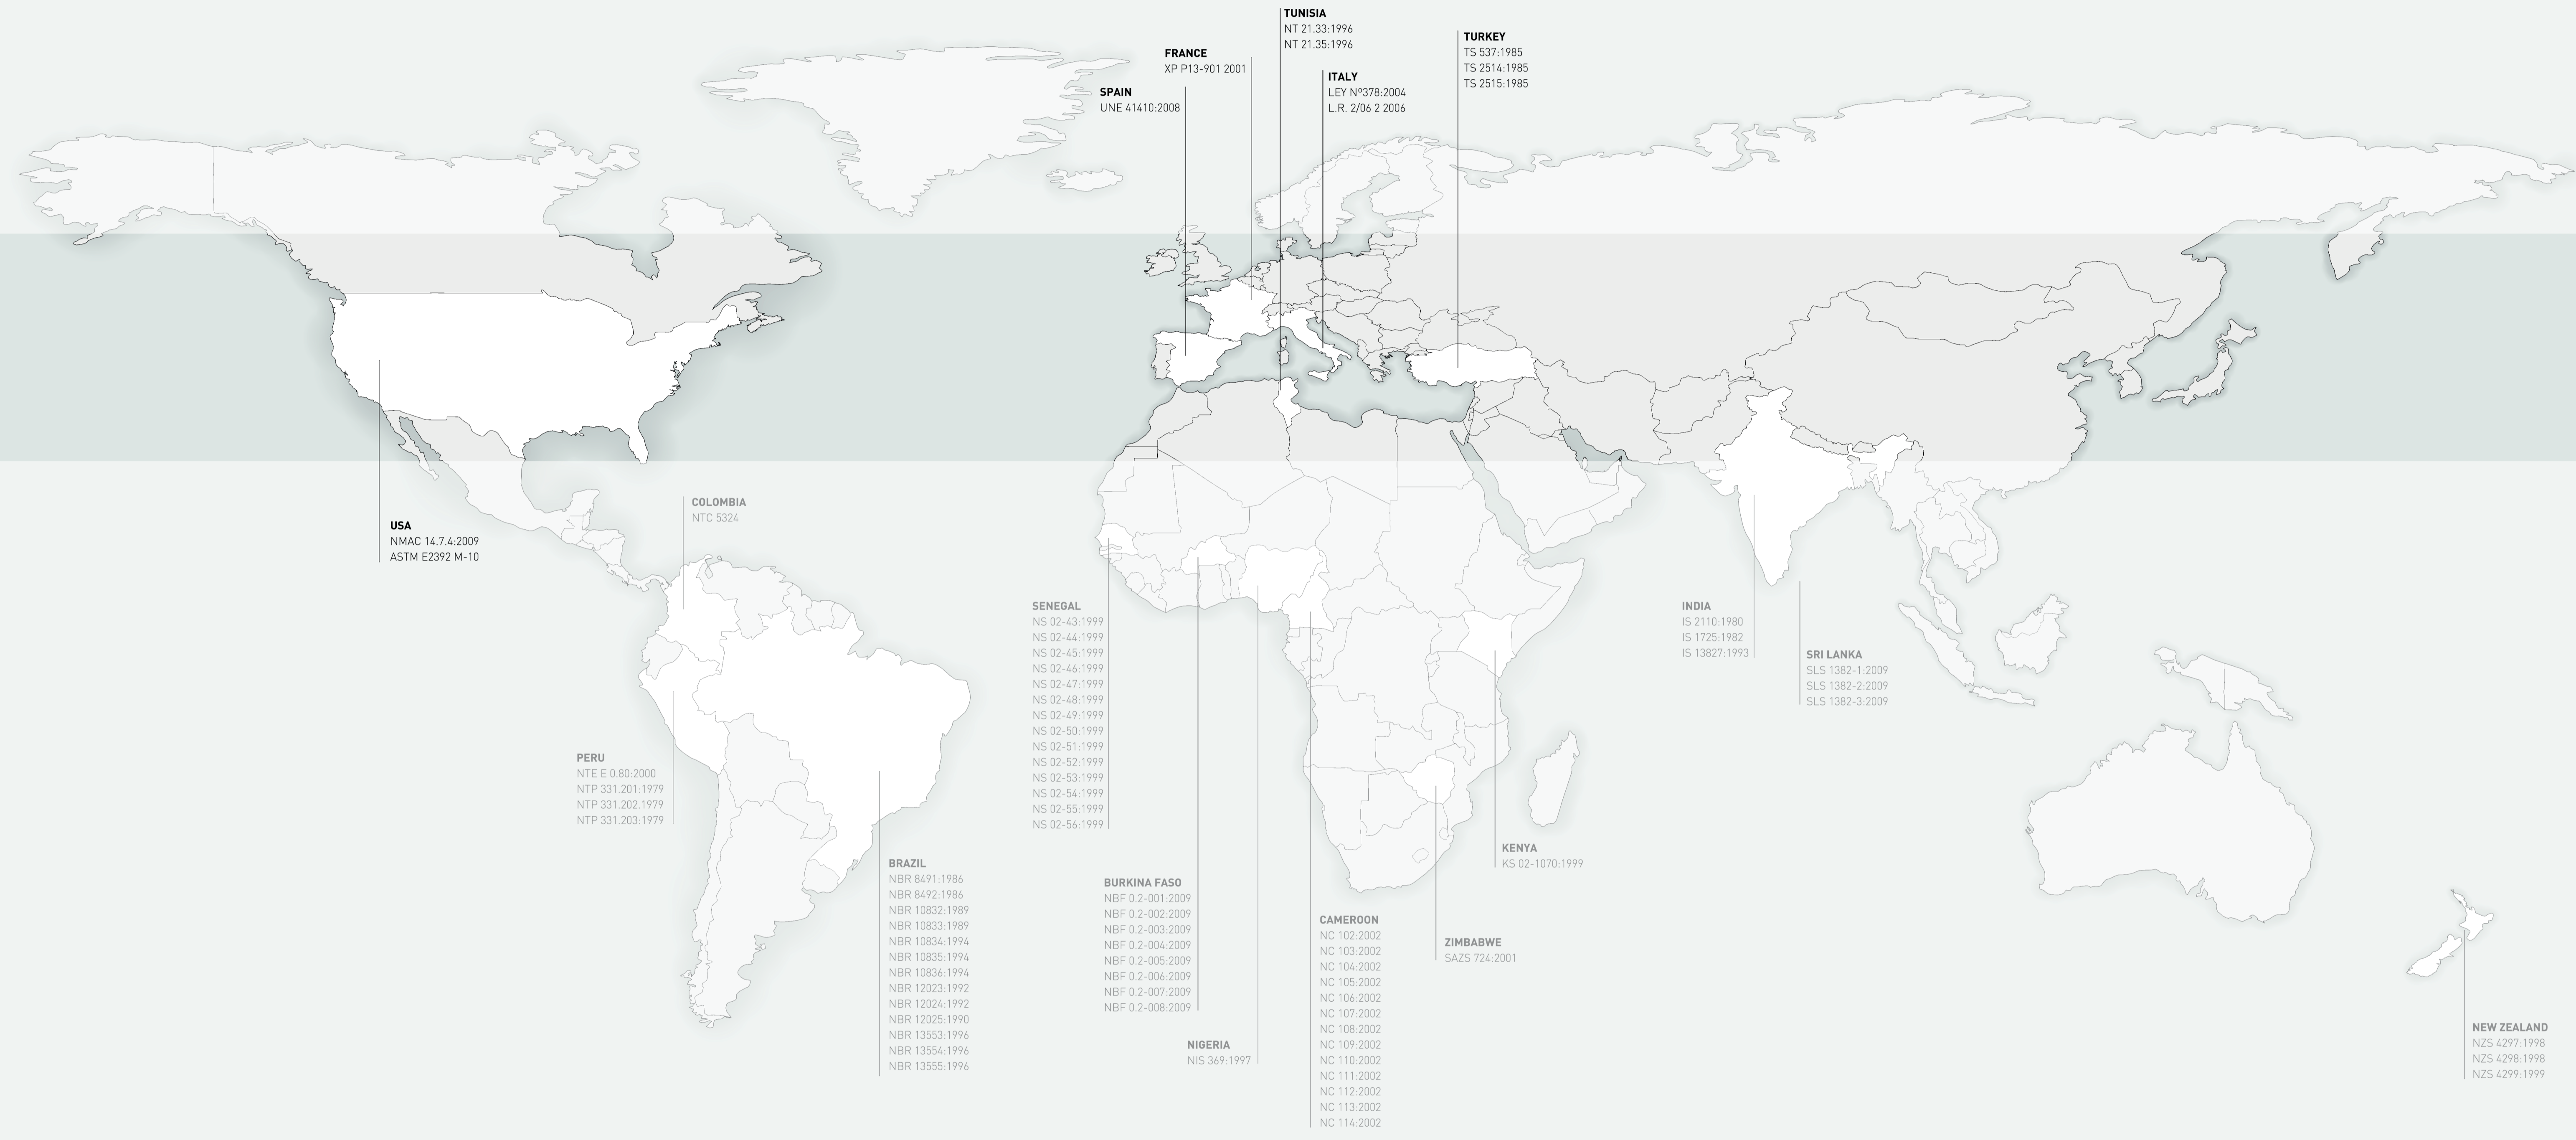 TUNISIA
NT 21.33:1996
NT 21.35:1996
TURKEY
TS 537:1985
TS 2514:1985
TS 2515:1985
FRANCE
XP P13-901 2001
ITALY
LEY Nº378:2004
L.R. 2/06 2 2006
SPAIN
UNE 41410:2008
USA
NMAC 14.7.4:2009
ASTM E2392 M-10
COLOMBIA
NTC 5324
PERU
NTE E 0.80:2000
NTP 331.201:1979
NTP 331.202.1979
NTP 331.203:1979
BRAZIL
NBR 8491:1986
NBR 8492:1986
NBR 10832:1989
NBR 10833:1989
NBR 10834:1994
NBR 10835:1994
NBR 10836:1994
NBR 12023:1992
NBR 12024:1992
NBR 12025:1990
NBR 13553:1996
NBR 13554:1996
NBR 13555:1996
SENEGAL
NS 02-43:1999
NS 02-44:1999
NS 02-45:1999
NS 02-46:1999
NS 02-47:1999
NS 02-48:1999
NS 02-49:1999
NS 02-50:1999
NS 02-51:1999
NS 02-52:1999
NS 02-53:1999
NS 02-54:1999
NS 02-55:1999
NS 02-56:1999
BURKINA FASO
NBF 0.2-001:2009
NBF 0.2-002:2009
NBF 0.2-003:2009
NBF 0.2-004:2009
NBF 0.2-005:2009
NBF 0.2-006:2009
NBF 0.2-007:2009
NBF 0.2-008:2009
NIGERIA
NIS 369:1997
CAMEROON
NC 102:2002
NC 103:2002
NC 104:2002
NC 105:2002
NC 106:2002
NC 107:2002
NC 108:2002
NC 109:2002
NC 110:2002
NC 111:2002
NC 112:2002
NC 113:2002
NC 114:2002
ZIMBABWE
SAZS 724:2001
KENYA
KS 02-1070:1999
INDIA
IS 2110:1980
IS 1725:1982
IS 13827:1993
SRI LANKA
SLS 1382-1:2009
SLS 1382-2:2009
SLS 1382-3:2009
NEW ZEALAND
NZS 4297:1998
NZS 4298:1998
NZS 4299:1999